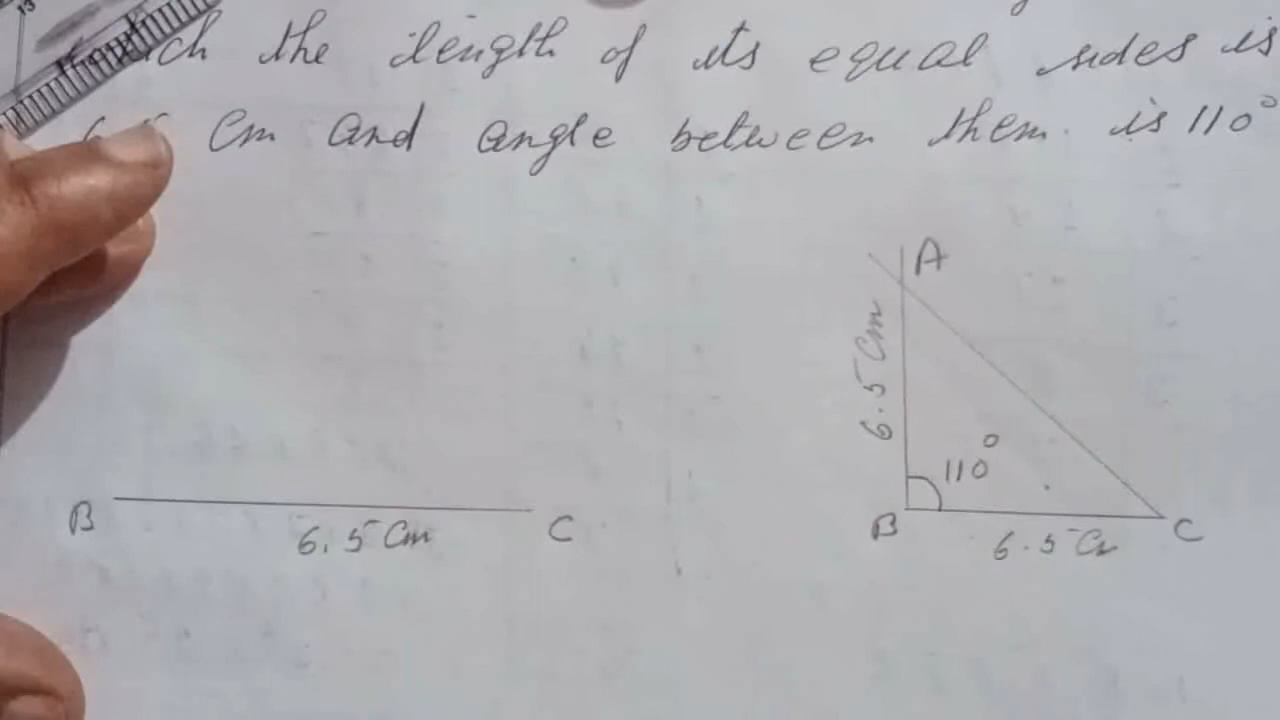 the length of its equal sides is
cm and angle between them is 110°
A
6.5 cm
110°
B
6.5 cm
C
B
C
6.5 C
13